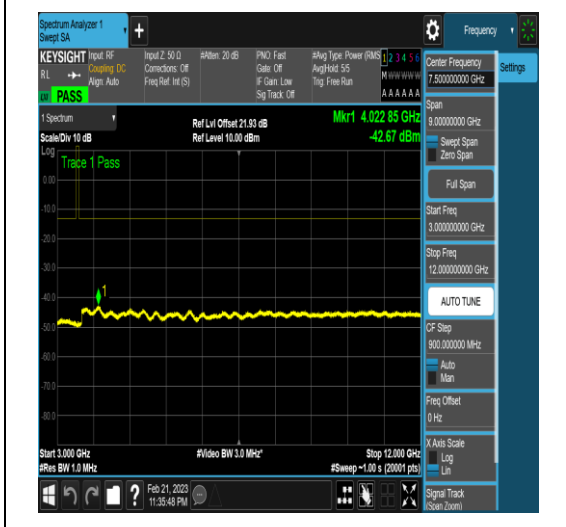 Spectrum Analyzer 1
Swept SA
Frequency
KEYSIGHT
RL
Input: RF
Coupling: DC
Align: Auto
Input Z: 50 Ω
Corrections: Off
Freq Ref: Int (S)
#Atten: 20 dB
PNO: Fast
Gate: Off
IF Gain: Low
Sig Track: Off
#Avg Type: Power (RMS
Avg|Hold: 5/5
Trig: Free Run
1 2 3 4 5 6
M W W W W W
A A A A A A
PASS
1 Spectrum
Scale/Div 10 dB
Ref Lvl Offset 21.93 dB
Ref Level 10.00 dBm
Mkr1 4.022 85 GHz
-42.67 dBm
Log
Trace 1 Pass
0.00
-10.0
-20.0
-30.0
-40.0
-50.0
-60.0
-70.0
-80.0
1
Start 3.000 GHz
#Res BW 1.0 MHz
#Video BW 3.0 MHz*
Stop 12.000 GHz
#Sweep ~1.00 s (20001 pts)
Feb 21, 2023
11:35:48 PM
Center Frequency
7.500000000 GHz
Settings
Span
9.00000000 GHz
Swept Span
Zero Span
Full Span
Start Freq
3.000000000 GHz
Stop Freq
12.000000000 GHz
AUTO TUNE
CF Step
900.000000 MHz
Auto
Man
Freq Offset
0 Hz
X Axis Scale
Log
Lin
Signal Track
(Span Zoom)